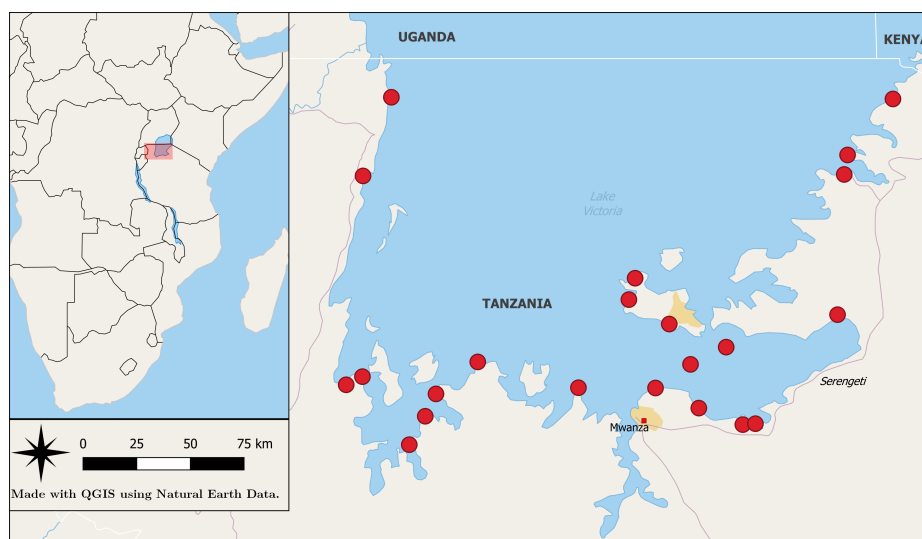 UGANDA
KENYA
Lake
Victoria
TANZANIA
Serengeti
Mwanza
0 25 50 75 km
Made with QGIS using Natural Earth Data.